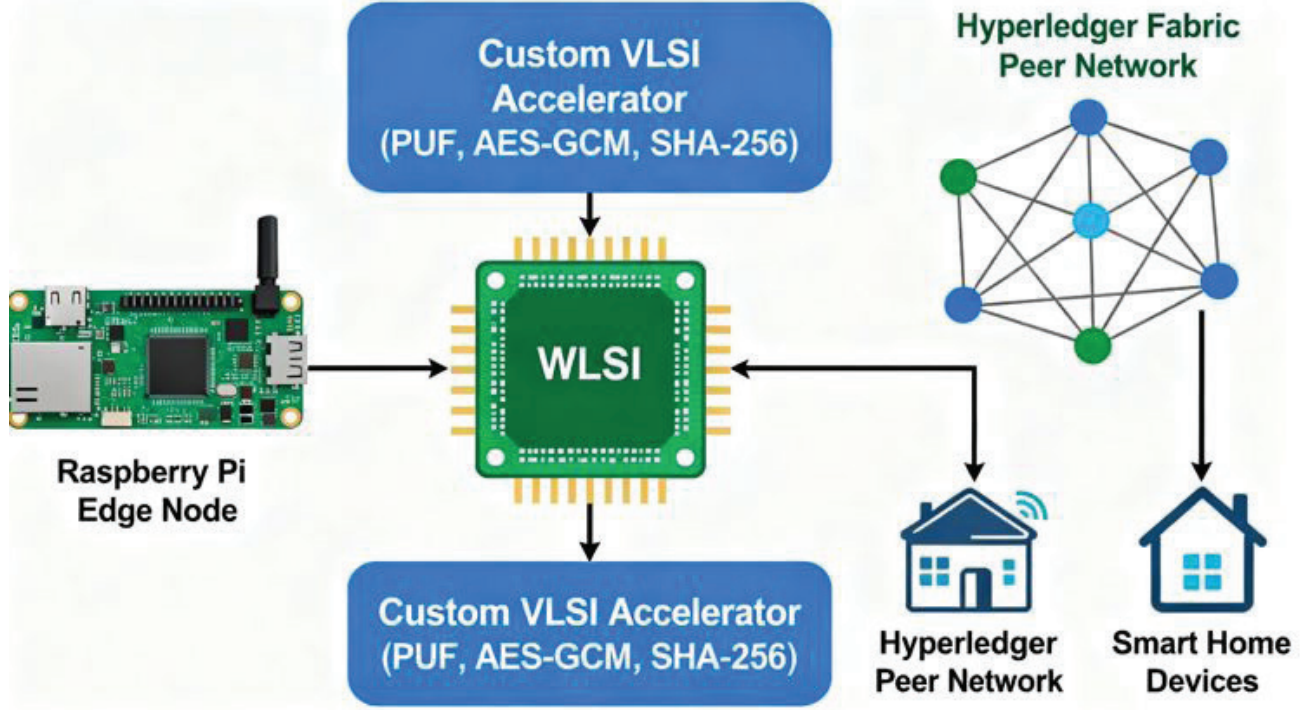 Custom VLSI
Accelerator
(PUF, AES-GCM, SHA-256)
Hyperledger Fabric
Peer Network
WLSI
Raspberry Pi
Edge Node
Custom VLSI Accelerator
(PUF, AES-GCM, SHA-256)
Hyperledger
Peer Network
Smart Home
Devices